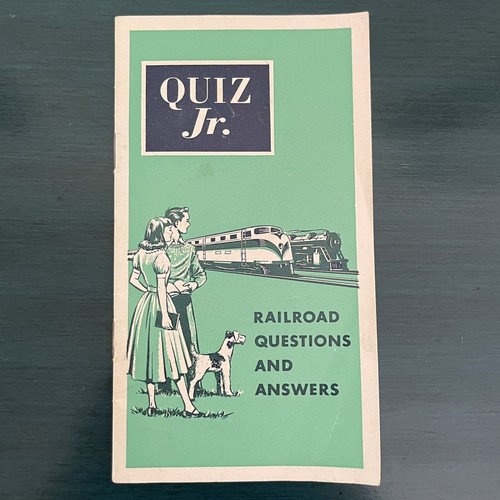 QUIZ
Jr.
RAILROAD
QUESTIONS
AND
ANSWERS